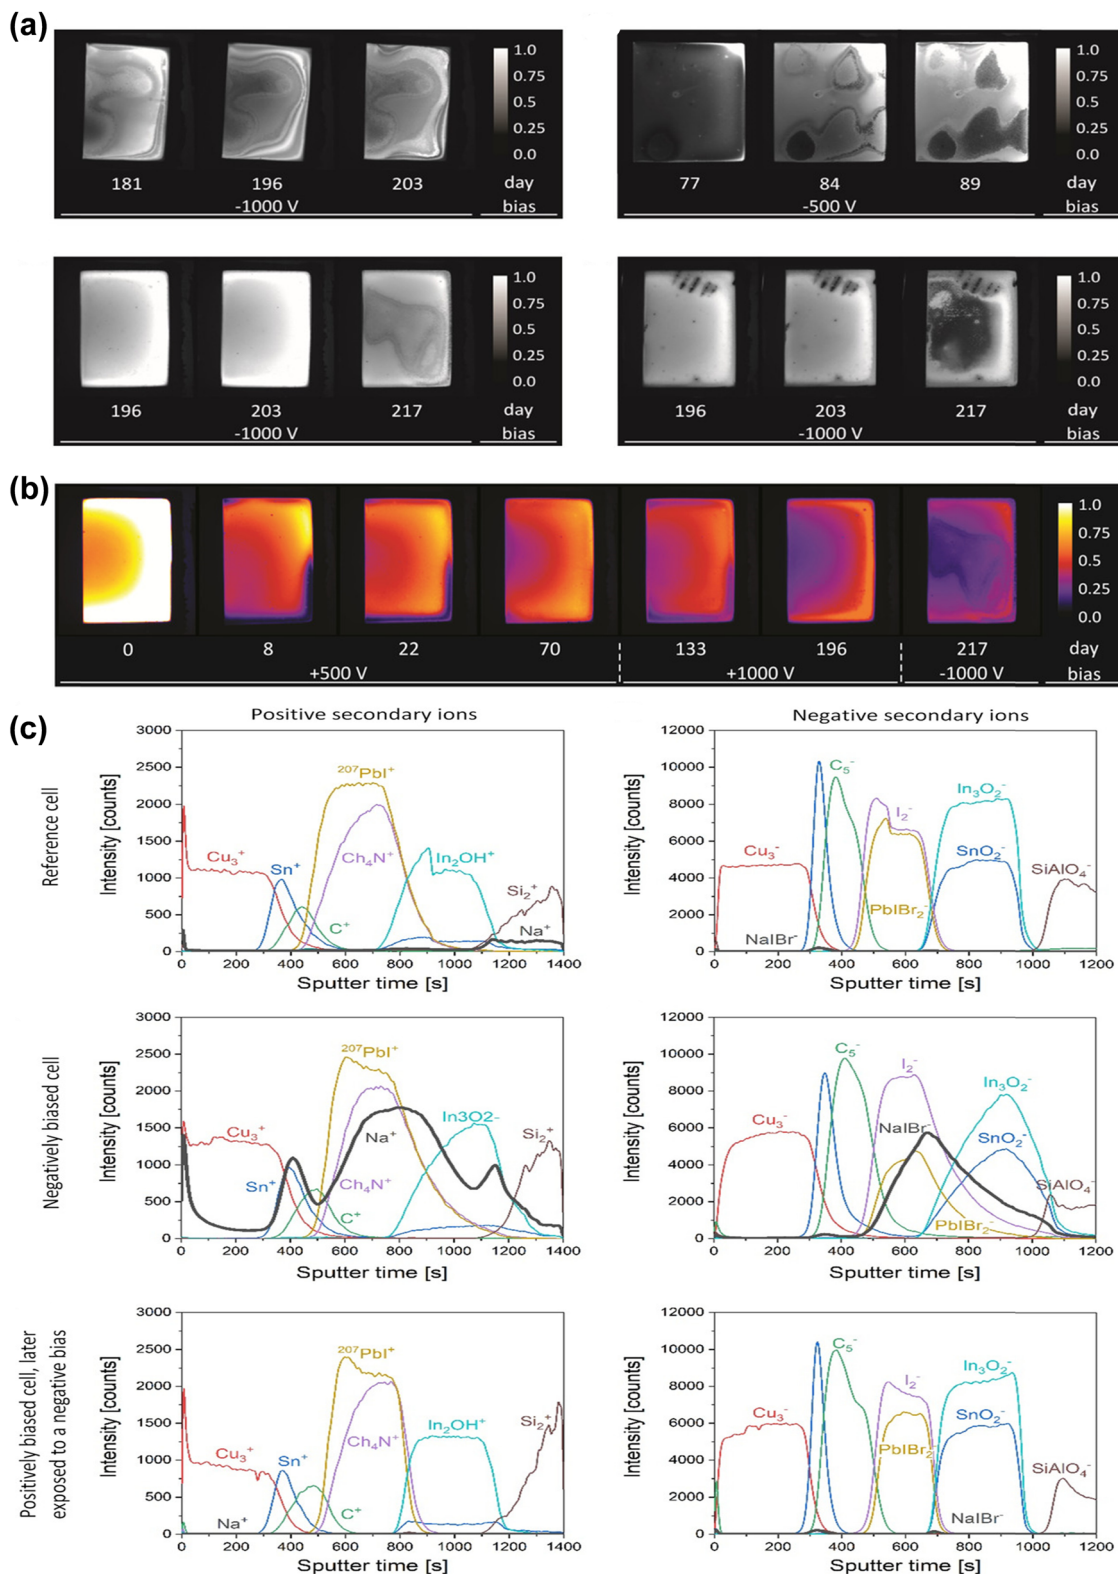 (a)
1.0
0.75
0.5
0.25
0.0
181 196 203 day
-1000 V bias
1.0
0.75
0.5
0.25
0.0
77 84 89 day
-500 V bias
1.0
0.75
0.5
0.25
0.0
196 203 217 day
-1000 V bias
1.0
0.75
0.5
0.25
0.0
196 203 217 day
-1000 V bias
(b)
1.0
0.75
0.5
0.25
0.0
0 8 22 70 133 196 217 day
+500 V +1000 V -1000 V bias
(c)
Positive secondary ions
Negative secondary ions
Reference cell
Intensity [counts]
3000
2500
2000
1500
1000
500
0
²⁰⁷PbI⁺
Cu₃⁺
Sn⁺
C⁺
Ch₄N⁺
In₂OH⁺
Si₂⁺
Na⁺
0 200 400 600 800 1000 1200 1400
Sputter time [s]
Intensity [counts]
12000
10000
8000
6000
4000
2000
0
C₅⁻
I₂⁻
In₃O₂⁻
Cu₃⁻
SnO₂⁻
SiAlO₄⁻
PbIBr₂⁻
NaIBr⁻
0 200 400 600 800 1000 1200
Sputter time [s]
Negatively biased cell
Intensity [counts]
3000
2500
2000
1500
1000
500
0
²⁰⁷PbI⁺
Cu₃⁺
Na⁺
In3O2-
Si₂⁺
Sn⁺
Ch₄N⁺
C⁺
0 200 400 600 800 1000 1200 1400
Sputter time [s]
Intensity [counts]
12000
10000
8000
6000
4000
2000
0
C₅⁻
I₂⁻
In₃O₂⁻
Cu₃⁻
NaIBr⁻
SnO₂⁻
SiAlO₄⁻
PbIBr₂⁻
0 200 400 600 800 1000 1200
Sputter time [s]
Positively biased cell, later
exposed to a negative bias
Intensity [counts]
3000
2500
2000
1500
1000
500
0
²⁰⁷PbI⁺
Cu₃⁺
Sn⁺
Ch₄N⁺
In₂OH⁺
Si₂⁺
Na⁺
C⁺
0 200 400 600 800 1000 1200 1400
Sputter time [s]
Intensity [counts]
12000
10000
8000
6000
4000
2000
0
C₅⁻
I₂⁻
In₃O₂⁻
Cu₃⁻
SnO₂⁻
PbIBr₂⁻
SiAlO₄⁻
NaIBr⁻
0 200 400 600 800 1000 1200
Sputter time [s]